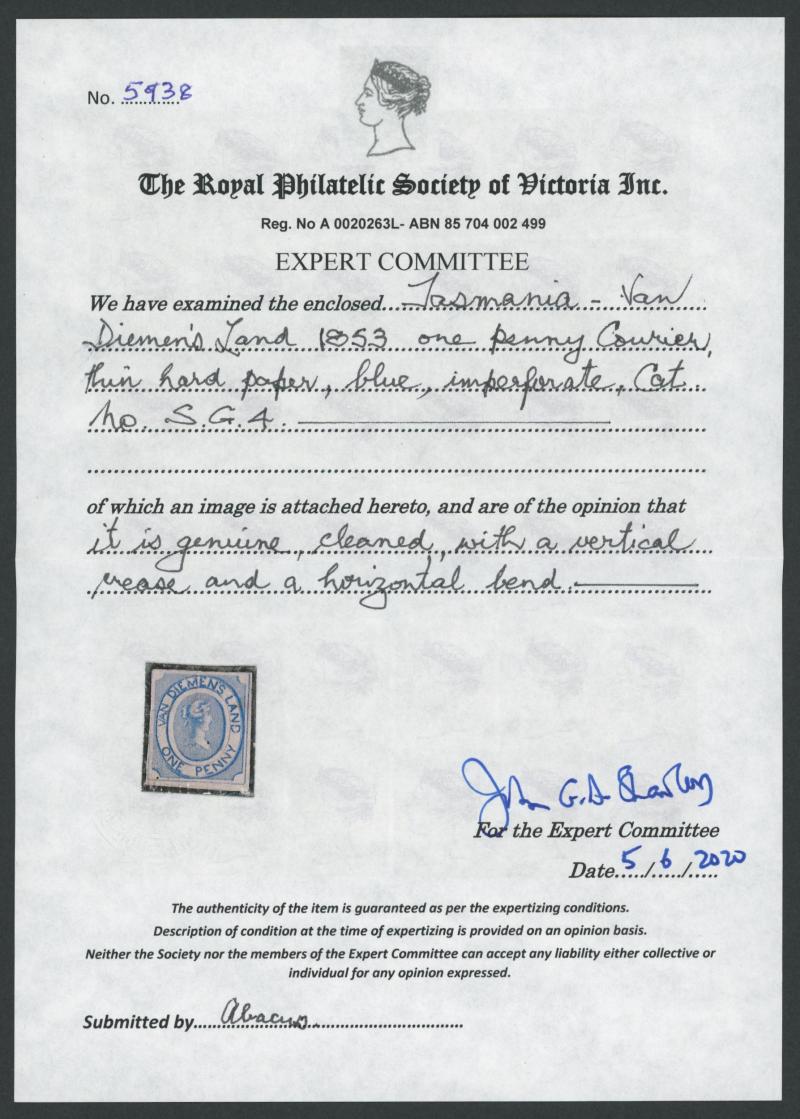 No. 5938
The Royal Philatelic Society of Victoria Inc.
Reg. No A 0020263L- ABN 85 704 002 499
EXPERT COMMITTEE
We have examined the enclosed....Tasmania - Van
Diemen's Land 1853 one penny Courier,
thin hard paper, blue, imperforate, Cat.
no. S.G.4.
of which an image is attached hereto, and are of the opinion that
it is genuine, cleaned, with a vertical
crease and a horizontal bend.
VAN DIEMEN'S LAND
ONE PENNY
John G.
For the Expert Committee
Date 5/6/2020
The authenticity of the item is guaranteed as per the expertizing conditions.
Description of condition at the time of expertizing is provided on an opinion basis.
Neither the Society nor the members of the Expert Committee can accept any liability either collective or
individual for any opinion expressed.
Submitted by Abacus